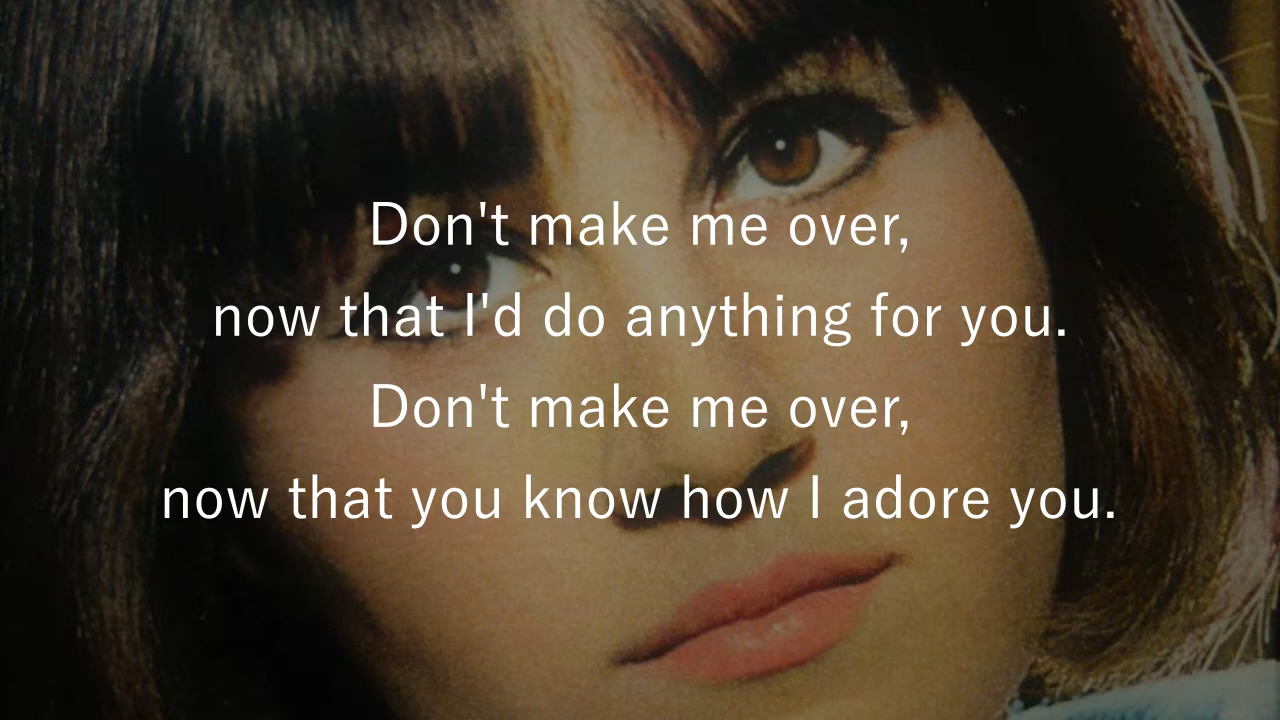 Don't make me over,
now that I'd do anything for you.
Don't make me over,
now that you know how I adore you.